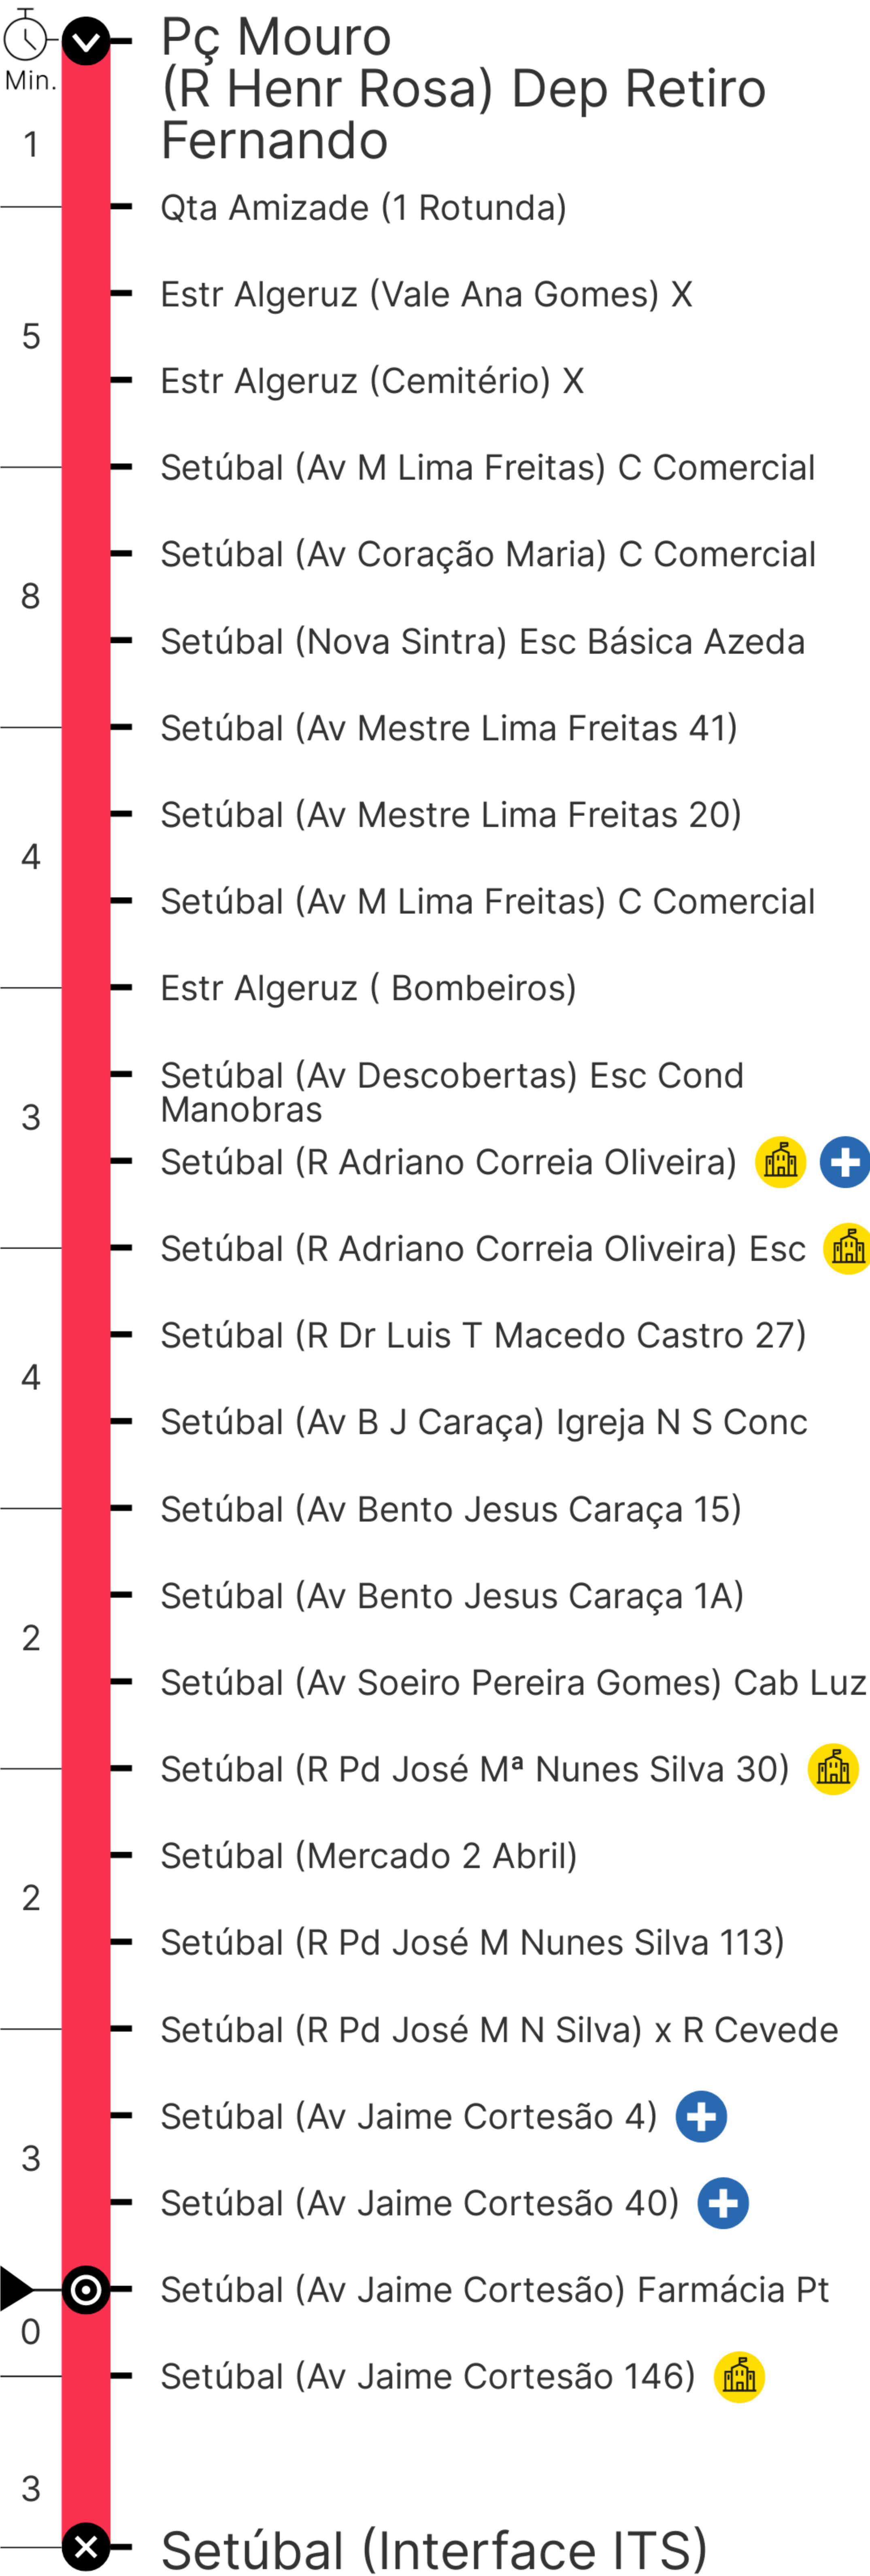 Min.
Pç Mouro
(R Henr Rosa) Dep Retiro
Fernando
1
Qta Amizade (1 Rotunda)
Estr Algeruz (Vale Ana Gomes) X
5
Estr Algeruz (Cemitério) X
Setúbal (Av M Lima Freitas) C Comercial
Setúbal (Av Coração Maria) C Comercial
8
Setúbal (Nova Sintra) Esc Básica Azeda
Setúbal (Av Mestre Lima Freitas 41)
Setúbal (Av Mestre Lima Freitas 20)
4
Setúbal (Av M Lima Freitas) C Comercial
Estr Algeruz ( Bombeiros)
Setúbal (Av Descobertas) Esc Cond
Manobras
3
Setúbal (R Adriano Correia Oliveira)
Setúbal (R Adriano Correia Oliveira) Esc
Setúbal (R Dr Luis T Macedo Castro 27)
4
Setúbal (Av B J Caraça) Igreja N S Conc
Setúbal (Av Bento Jesus Caraça 15)
Setúbal (Av Bento Jesus Caraça 1A)
2
Setúbal (Av Soeiro Pereira Gomes) Cab Luz
Setúbal (R Pd José Mª Nunes Silva 30)
Setúbal (Mercado 2 Abril)
2
Setúbal (R Pd José M Nunes Silva 113)
Setúbal (R Pd José M N Silva) x R Cevede
Setúbal (Av Jaime Cortesão 4)
3
Setúbal (Av Jaime Cortesão 40)
Setúbal (Av Jaime Cortesão) Farmácia Pt
0
Setúbal (Av Jaime Cortesão 146)
3
Setúbal (Interface ITS)